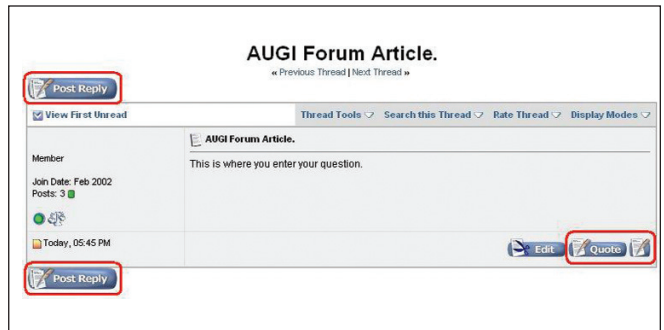 AUGI Forum Article.
« Previous Thread | Next Thread »
Post Reply
View First Unread Thread Tools Search this Thread Rate Thread Display Modes
AUGI Forum Article.
Member
This is where you enter your question.
Join Date: Feb 2002
Posts: 3
Today, 05:45 PM
Edit Quote
Post Reply